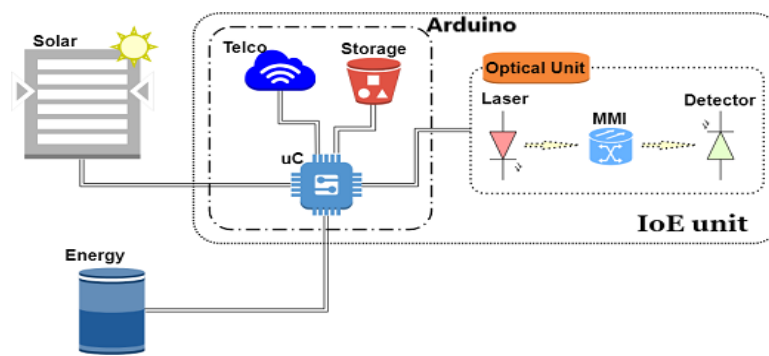 Solar
Arduino
Telco
Storage
Optical Unit
Laser
MMI
Detector
uC
IoE unit
Energy